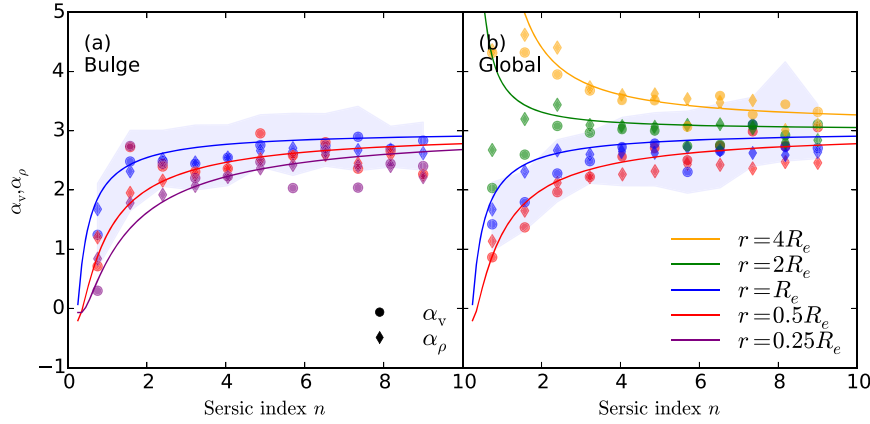 (a)
Bulge
(b)
Global
5
4
3
2
1
0
−1
α_v, α_ρ
α_v
α_ρ
r=4R_e
r=2R_e
r=R_e
r=0.5R_e
r=0.25R_e
0 2 4 6 8 10 2 4 6 8 10
Sersic index n Sersic index n